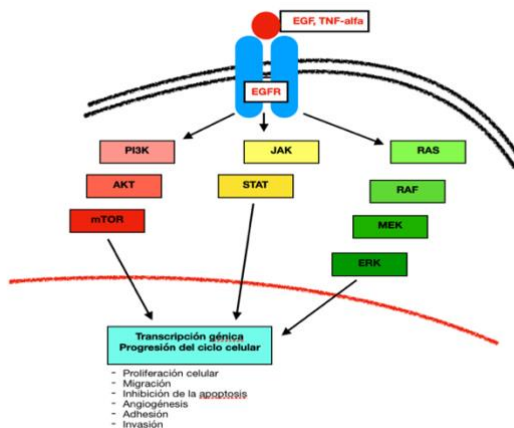 EGF, TNF-alfa
EGFR
PI3K
JAK
RAS
AKT
STAT
RAF
mTOR
MEK
ERK
Transcripción génica
Progresión del ciclo celular
- Proliferación celular
- Migración
- Inhibición de la apoptosis
- Angiogénesis
- Adhesión
- Invasión